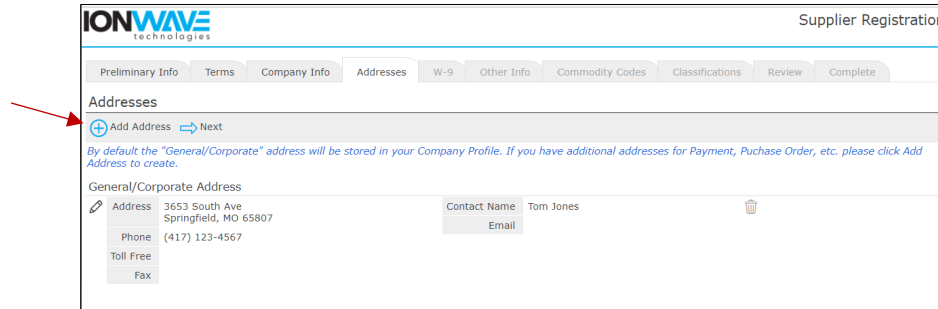 IONWAVE
technologies
Supplier Registration
Preliminary Info Terms Company Info Addresses W-9 Other Info Commodity Codes Classifications Review Complete
Addresses
Add Address Next
By default the "General/Corporate" address will be stored in your Company Profile. If you have additional addresses for Payment, Puchase Order, etc. please click Add
Address to create.
General/Corporate Address
Address 3653 South Ave Contact Name Tom Jones
Springfield, MO 65807
Email
Phone (417) 123-4567
Toll Free
Fax